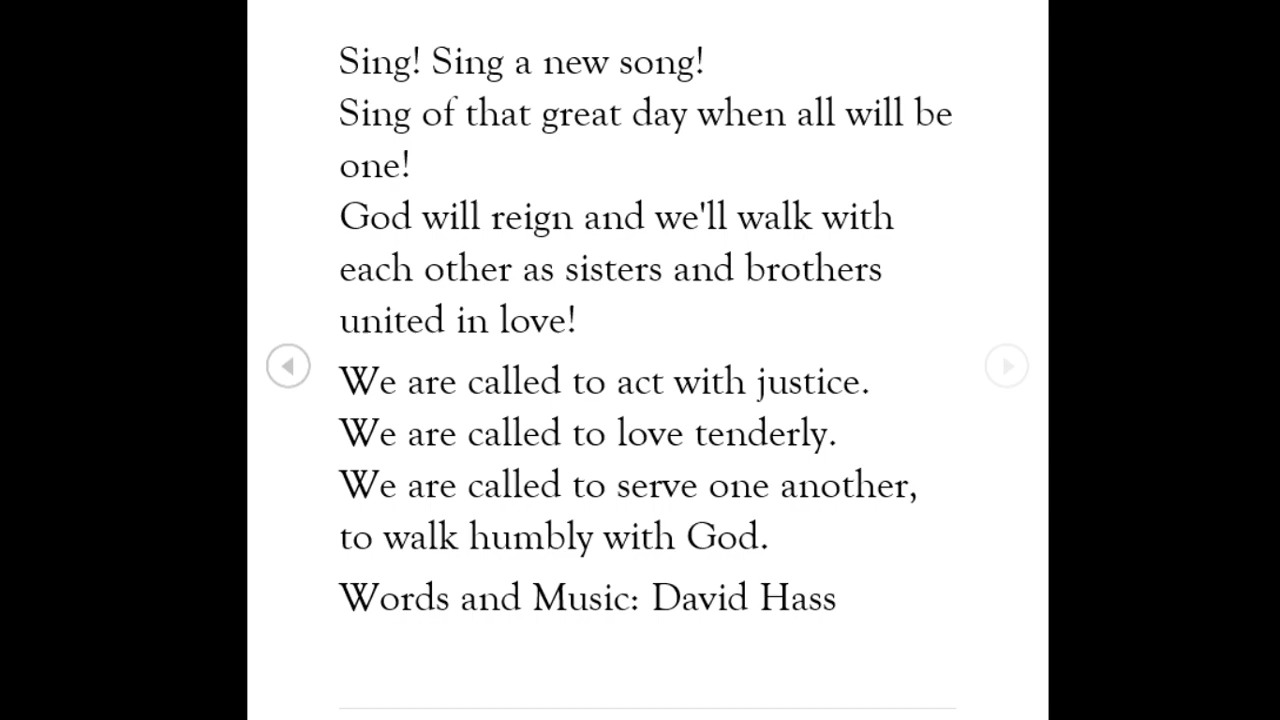 Sing! Sing a new song!
Sing of that great day when all will be
one!
God will reign and we'll walk with
each other as sisters and brothers
united in love!
We are called to act with justice.
We are called to love tenderly.
We are called to serve one another,
to walk humbly with God.
Words and Music: David Hass